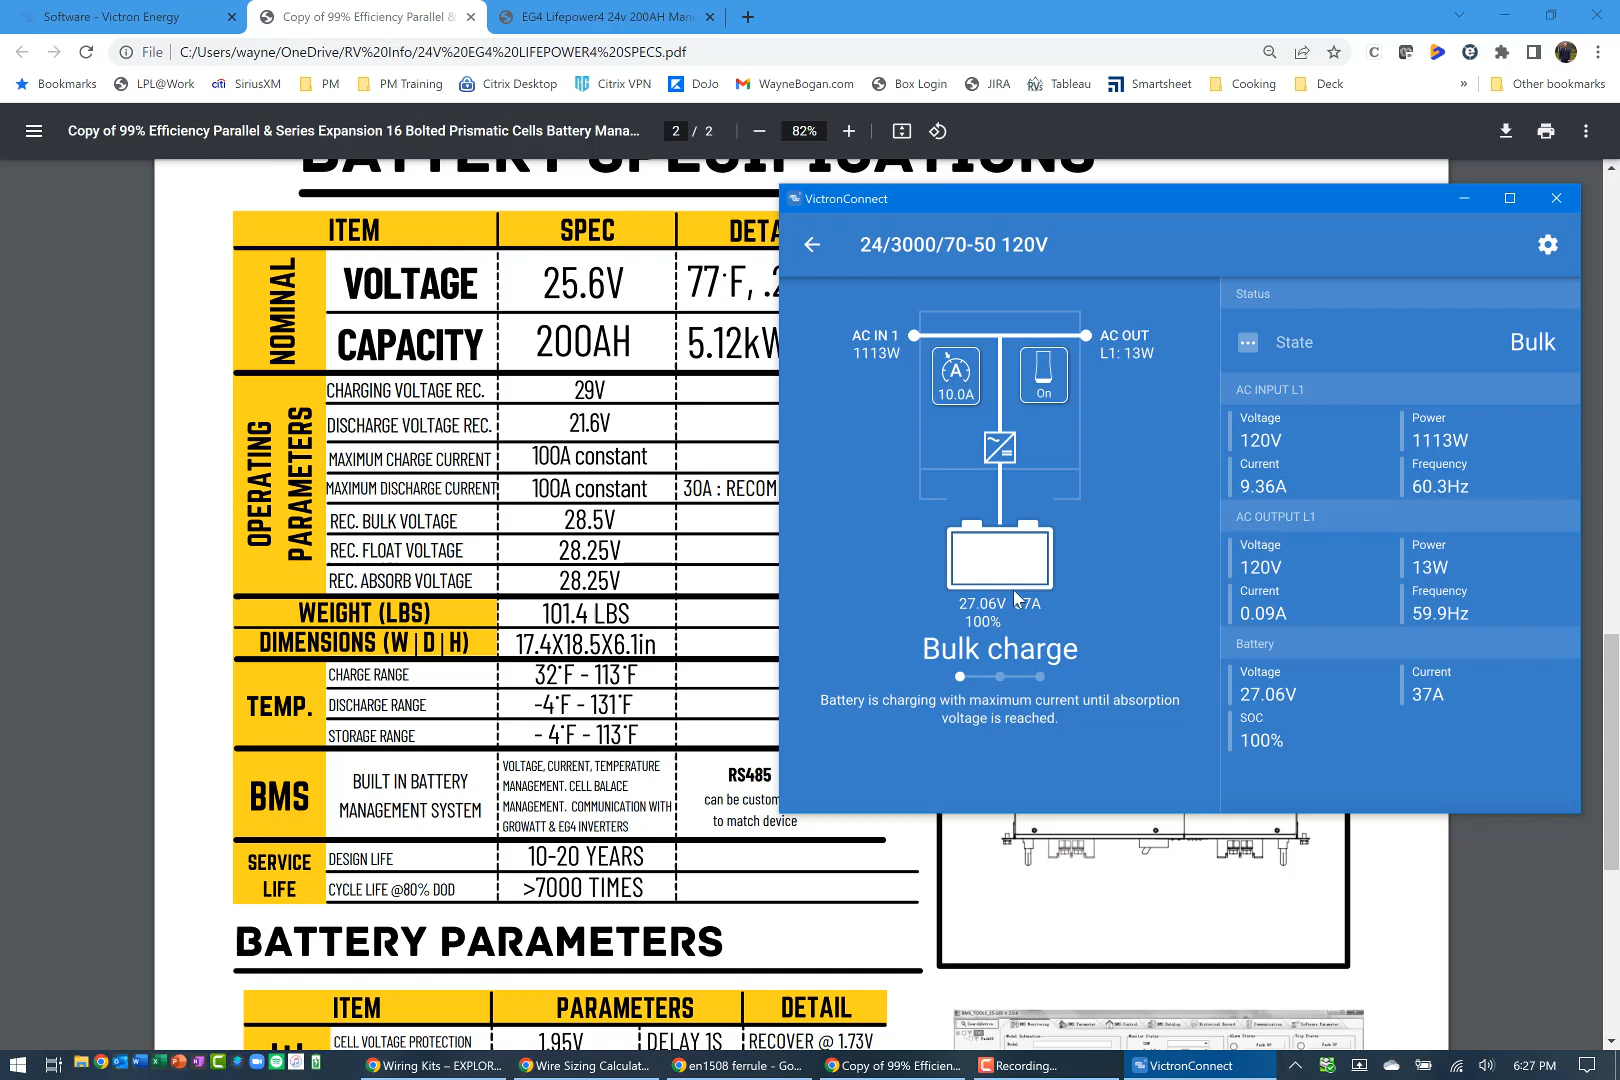 Software - Victron Energy
Copy of 99% Efficiency Parallel &
EG4 Lifepower4 24v 200AH Man
File
C:/Users/wayne/OneDrive/RV%20Info/24V%20EG4%20LIFEPOWER4%20SPECS.pdf
Bookmarks
LPL@Work
citi SiriusXM
PM
PM Training
Citrix Desktop
Citrix VPN
DoJo
WayneBogan.com
Box Login
JIRA
Tableau
Smartsheet
Cooking
Deck
»
Other bookmarks
Copy of 99% Efficiency Parallel & Series Expansion 16 Bolted Prismatic Cells Battery Mana...
2 / 2
82%
BATTERY SPECIFICATIONS
ITEM SPEC DETA
NOMINAL
VOLTAGE 25.6V 77°F, .2
CAPACITY 200AH 5.12kW
OPERATING PARAMETERS
CHARGING VOLTAGE REC. 29V
DISCHARGE VOLTAGE REC. 21.6V
MAXIMUM CHARGE CURRENT 100A constant
MAXIMUM DISCHARGE CURRENT 100A constant 30A : RECOM
REC. BULK VOLTAGE 28.5V
REC. FLOAT VOLTAGE 28.25V
REC. ABSORB VOLTAGE 28.25V
WEIGHT (LBS) 101.4 LBS
DIMENSIONS (W | D | H) 17.4X18.5X6.1in
TEMP.
CHARGE RANGE 32°F - 113°F
DISCHARGE RANGE -4°F - 131°F
STORAGE RANGE - 4°F - 113°F
BMS
BUILT IN BATTERY
MANAGEMENT SYSTEM
VOLTAGE, CURRENT, TEMPERATURE
MANAGEMENT. CELL BALACE
MANAGEMENT. COMMUNICATION WITH
GROWATT & EG4 INVERTERS
RS485
can be custom
to match device
SERVICE
LIFE
DESIGN LIFE 10-20 YEARS
CYCLE LIFE @80% DOD >7000 TIMES
BATTERY PARAMETERS
ITEM PARAMETERS DETAIL
CELL VOLTAGE PROTECTION 1.95V DELAY 1S RECOVER @ 1.73V
VictronConnect
24/3000/70-50 120V
AC IN 1
1113W
10.0A
On
AC OUT
L1: 13W
27.06V 7A
100%
Bulk charge
Battery is charging with maximum current until absorption
voltage is reached.
Status
State Bulk
AC INPUT L1
Voltage Power
120V 1113W
Current Frequency
9.36A 60.3Hz
AC OUTPUT L1
Voltage Power
120V 13W
Current Frequency
0.09A 59.9Hz
Battery
Voltage Current
27.06V 37A
SOC
100%
Wiring Kits – EXPLOR...
Wire Sizing Calculat...
en1508 ferrule - Go...
Copy of 99% Efficien...
Recording...
VictronConnect
6:27 PM